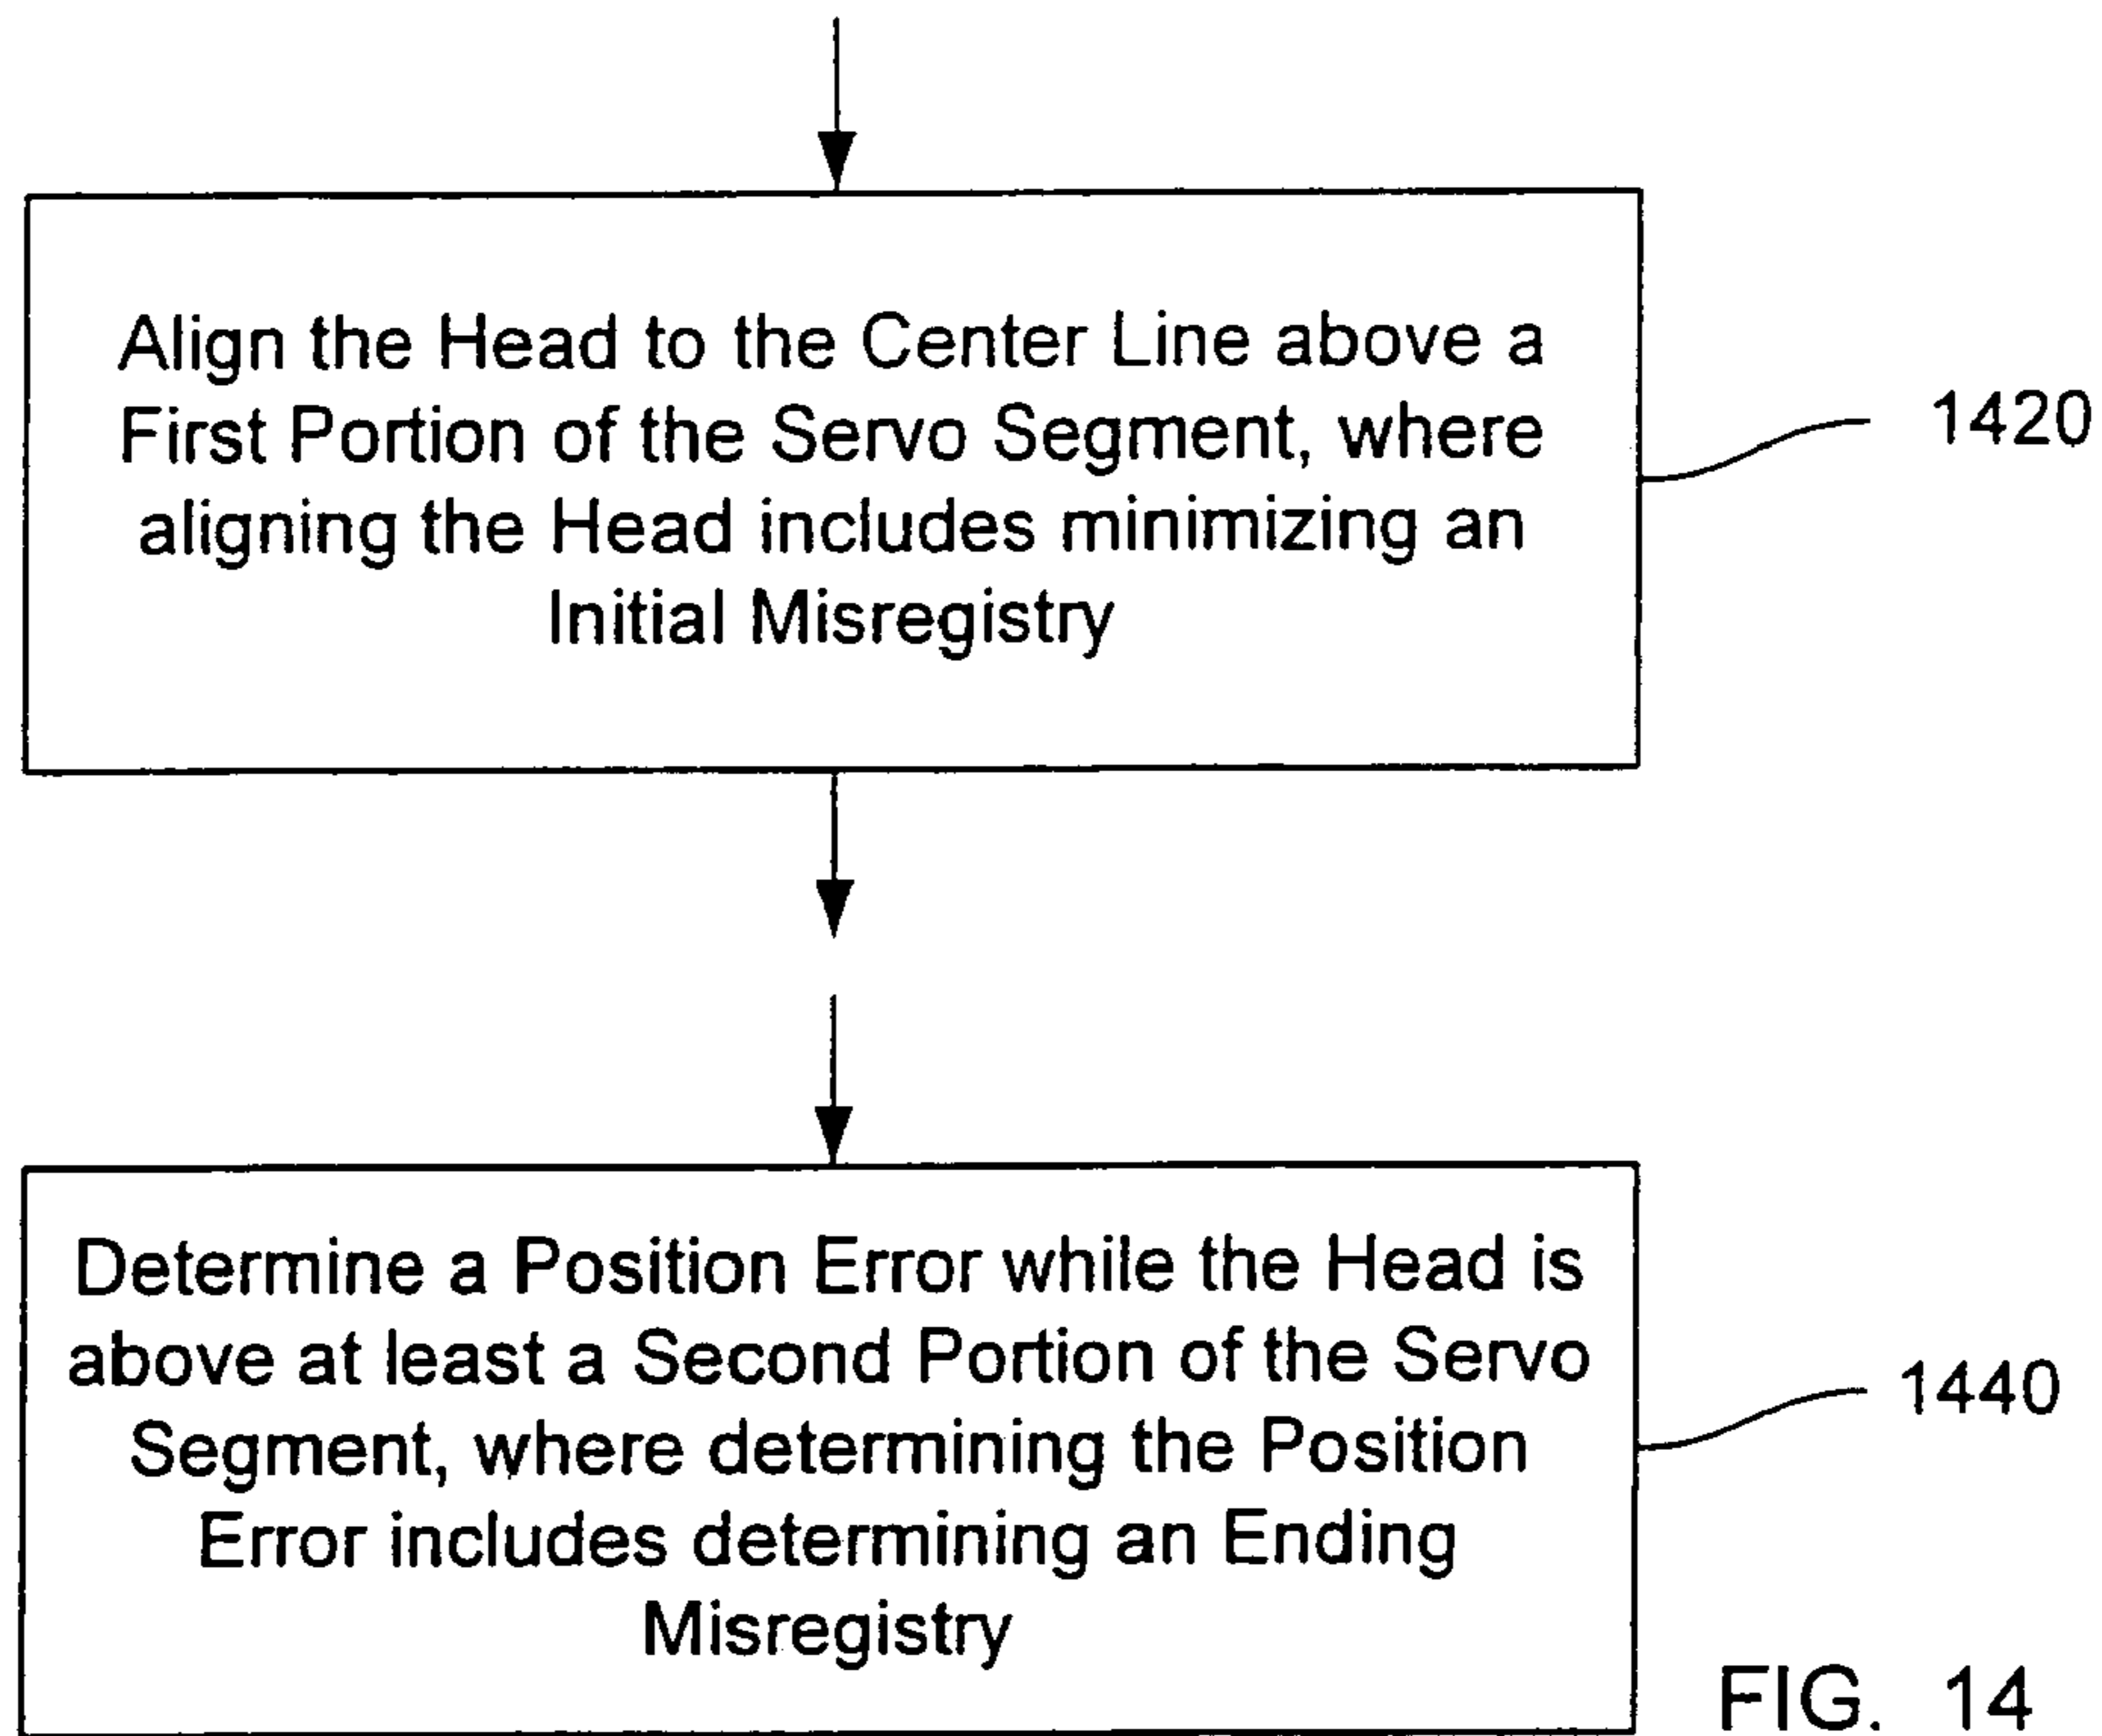 Align the Head to the Center Line above a
First Portion of the Servo Segment, where
aligning the Head includes minimizing an
Initial Misregistry
1420
Determine a Position Error while the Head is
above at least a Second Portion of the Servo
Segment, where determining the Position
Error includes determining an Ending
Misregistry
1440
FIG. 14